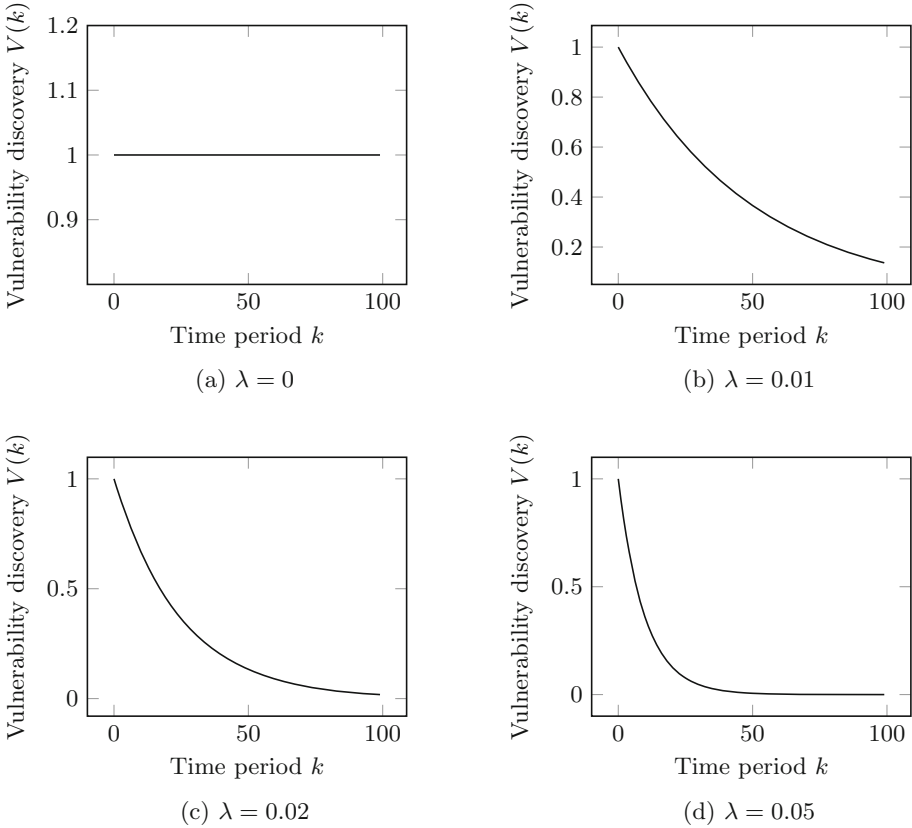 Vulnerability discovery V(k)
1.2
1.1
1
0.9
0
50
100
Time period k
(a) λ = 0
Vulnerability discovery V(k)
1
0.8
0.6
0.4
0.2
0
50
100
Time period k
(b) λ = 0.01
Vulnerability discovery V(k)
1
0.5
0
0
50
100
Time period k
(c) λ = 0.02
Vulnerability discovery V(k)
1
0.5
0
0
50
100
Time period k
(d) λ = 0.05